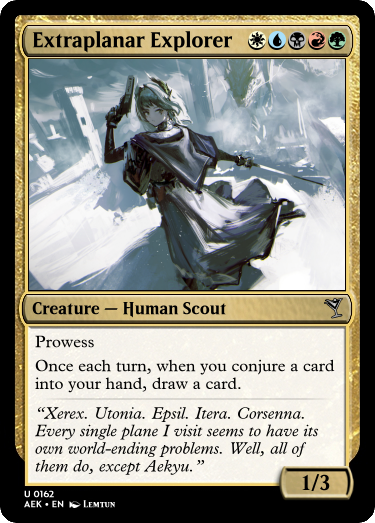 Extraplanar Explorer
Creature — Human Scout
Prowess
Once each turn, when you conjure a card
into your hand, draw a card.
“Xerex. Utonia. Epsil. Itera. Corsenna.
Every single plane I visit seems to have its
own world-ending problems. Well, all of
them do, except Aekyu.”
1/3
U 0162
AEK • EN Lemtun